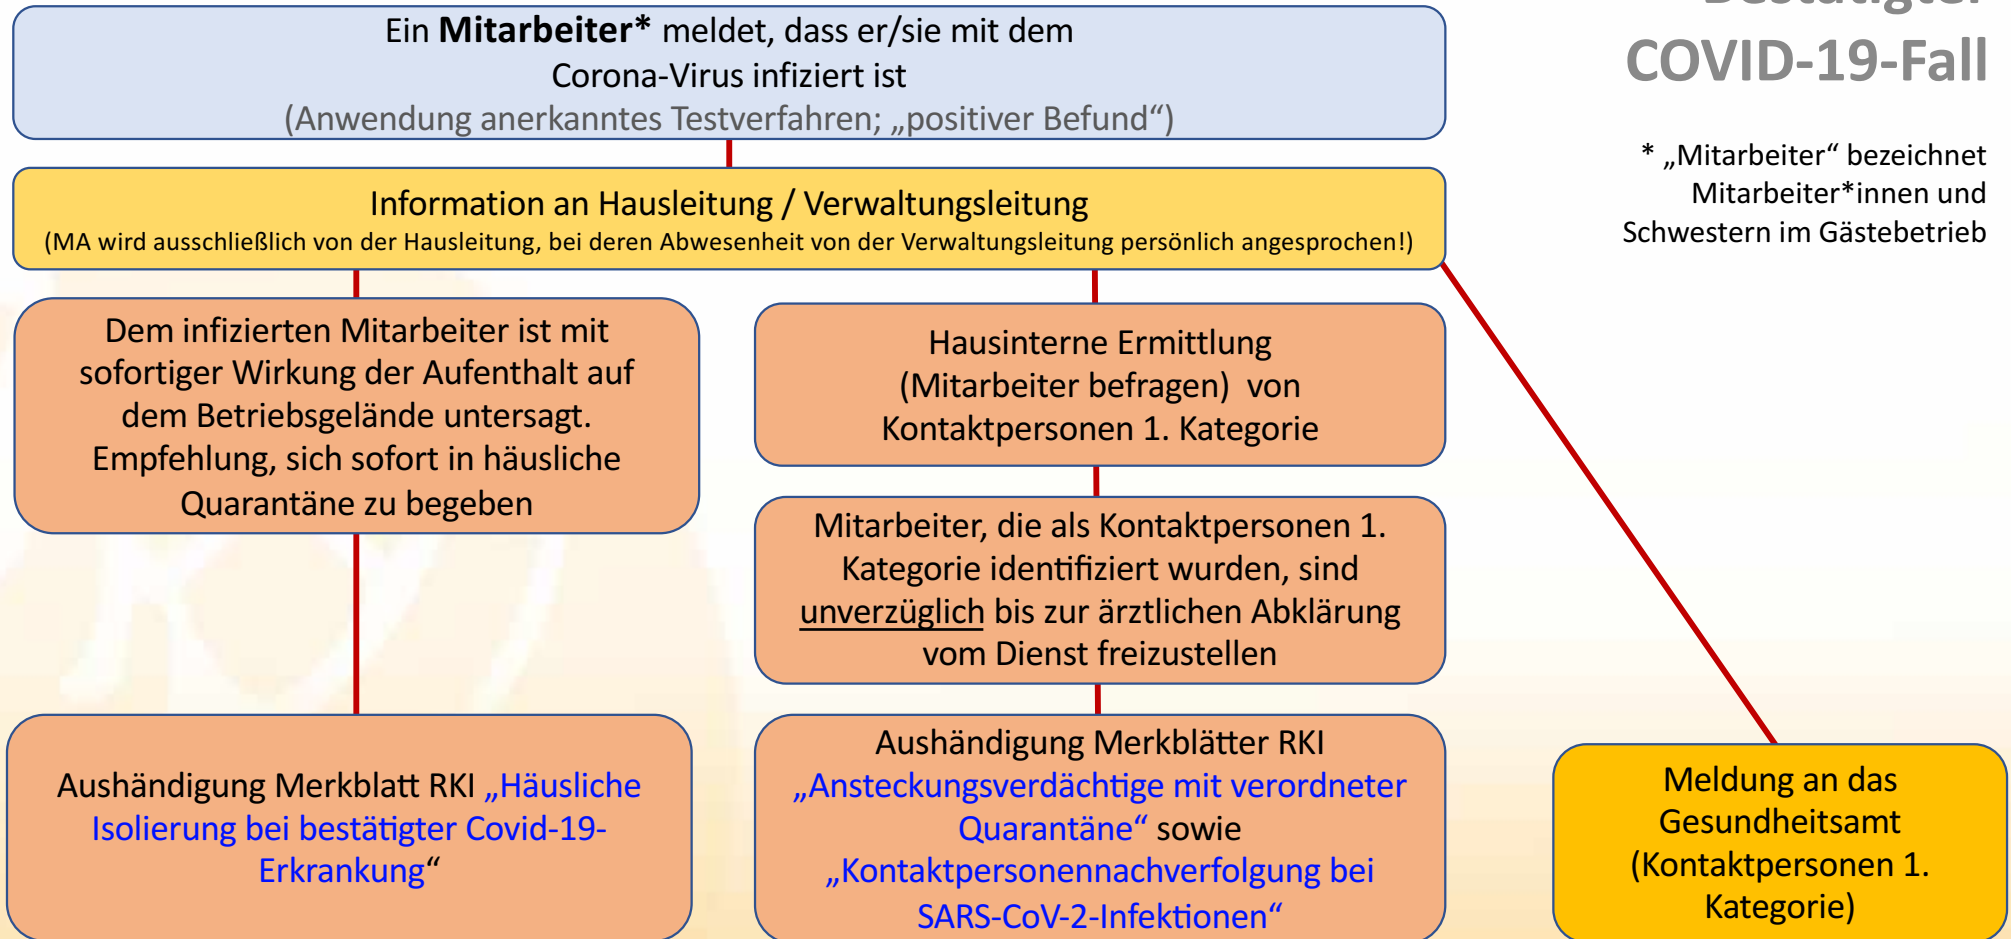 Bestätigter
COVID-19-Fall
* „Mitarbeiter“ bezeichnet
Mitarbeiter*innen und
Schwestern im Gästebetrieb
Ein Mitarbeiter* meldet, dass er/sie mit dem
Corona-Virus infiziert ist
(Anwendung anerkanntes Testverfahren; „positiver Befund“)
Information an Hausleitung / Verwaltungsleitung
(MA wird ausschließlich von der Hausleitung, bei deren Abwesenheit von der Verwaltungsleitung persönlich angesprochen!)
Dem infizierten Mitarbeiter ist mit
sofortiger Wirkung der Aufenthalt auf
dem Betriebsgelände untersagt.
Empfehlung, sich sofort in häusliche
Quarantäne zu begeben
Aushändigung Merkblatt RKI „Häusliche
Isolierung bei bestätigter Covid-19-
Erkrankung“
Hausinterne Ermittlung
(Mitarbeiter befragen) von
Kontaktpersonen 1. Kategorie
Mitarbeiter, die als Kontaktpersonen 1.
Kategorie identifiziert wurden, sind
unverzüglich bis zur ärztlichen Abklärung
vom Dienst freizustellen
Aushändigung Merkblätter RKI
„Ansteckungsverdächtige mit verordneter
Quarantäne“ sowie
„Kontaktpersonennachverfolgung bei
SARS-CoV-2-Infektionen“
Meldung an das
Gesundheitsamt
(Kontaktpersonen 1.
Kategorie)